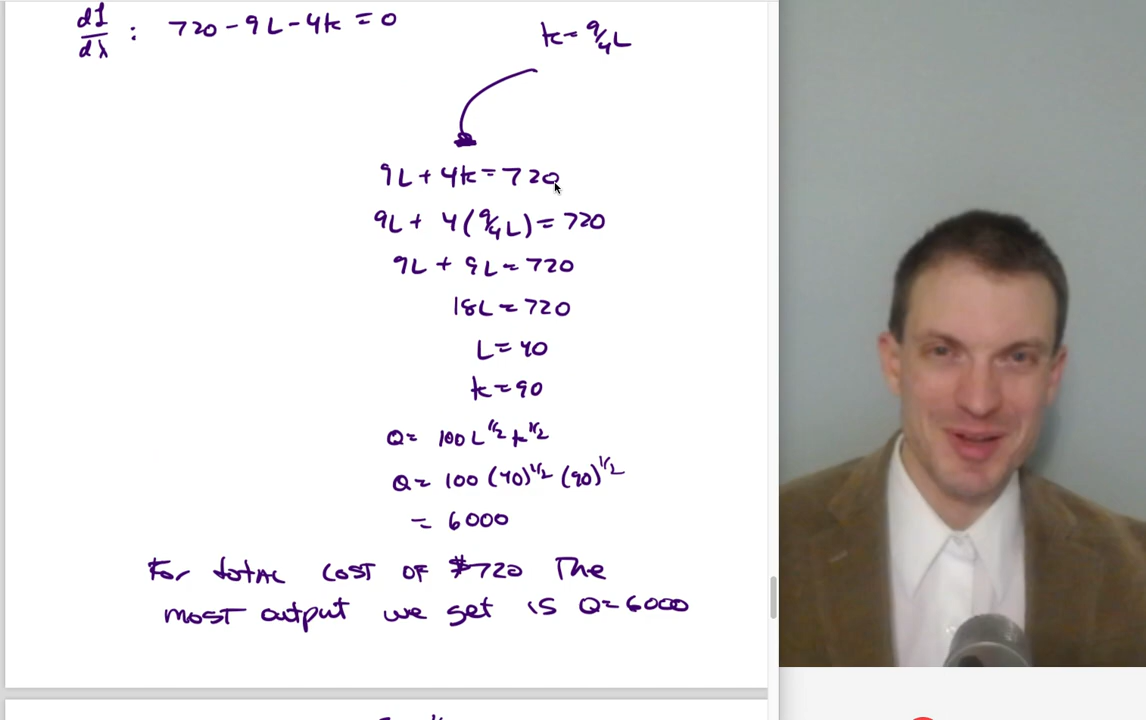 dL/dλ : 720 - 9L - 4K = 0
K = 9/4L
9L + 4K = 720
9L + 4(9/4L) = 720
9L + 9L = 720
18L = 720
L = 40
K = 90
Q = 100 L^1/2 K^1/2
Q = 100 (40)^1/2 (90)^1/2
= 6000
For total cost of $720 The
most output we get is Q = 6000